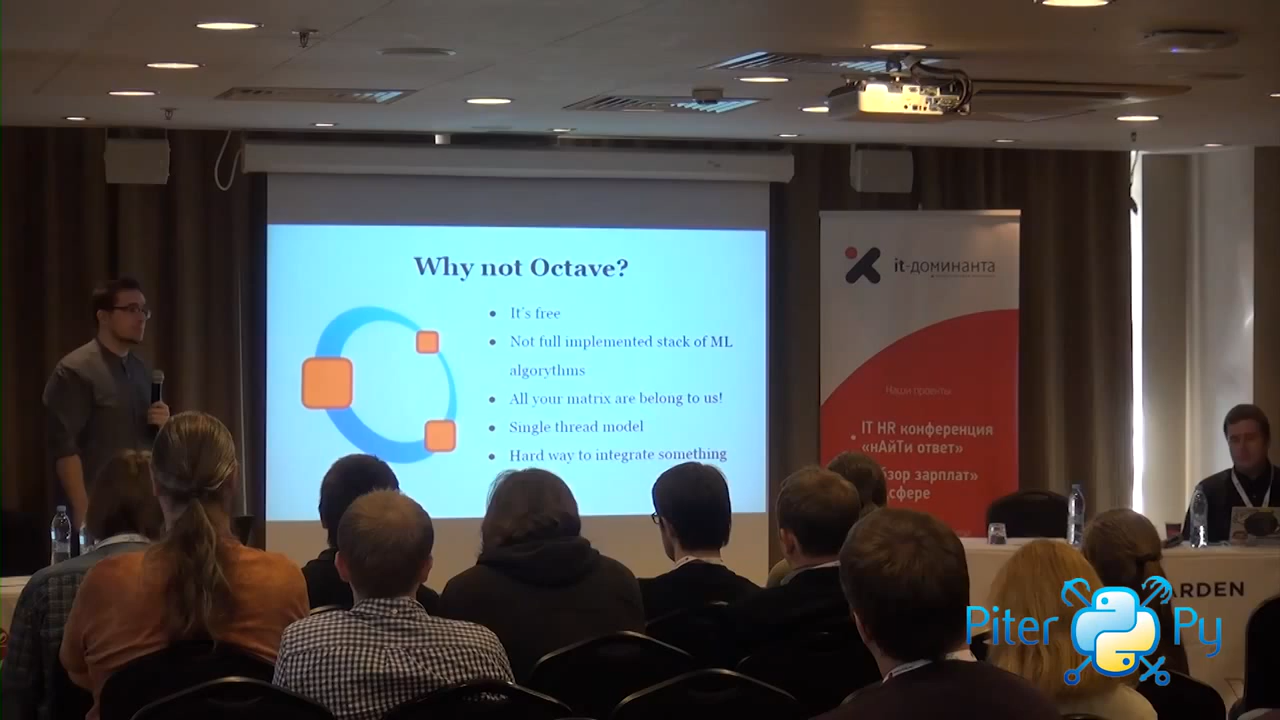 Why not Octave?
● It's free
● Not full implemented stack of ML
algorythms
● All your matrix are belong to us!
● Single thread model
● Hard way to integrate something
it-доминанта
Наши проекты
IT HR конференция
«нАйТи ответ»
зор зарплат»
сфере
ARDEN
Piter Py